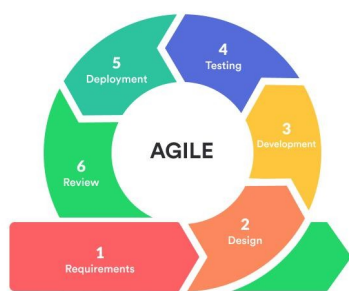 AGILE
1
Requirements
2
Design
3
Development
4
Testing
5
Deployment
6
Review